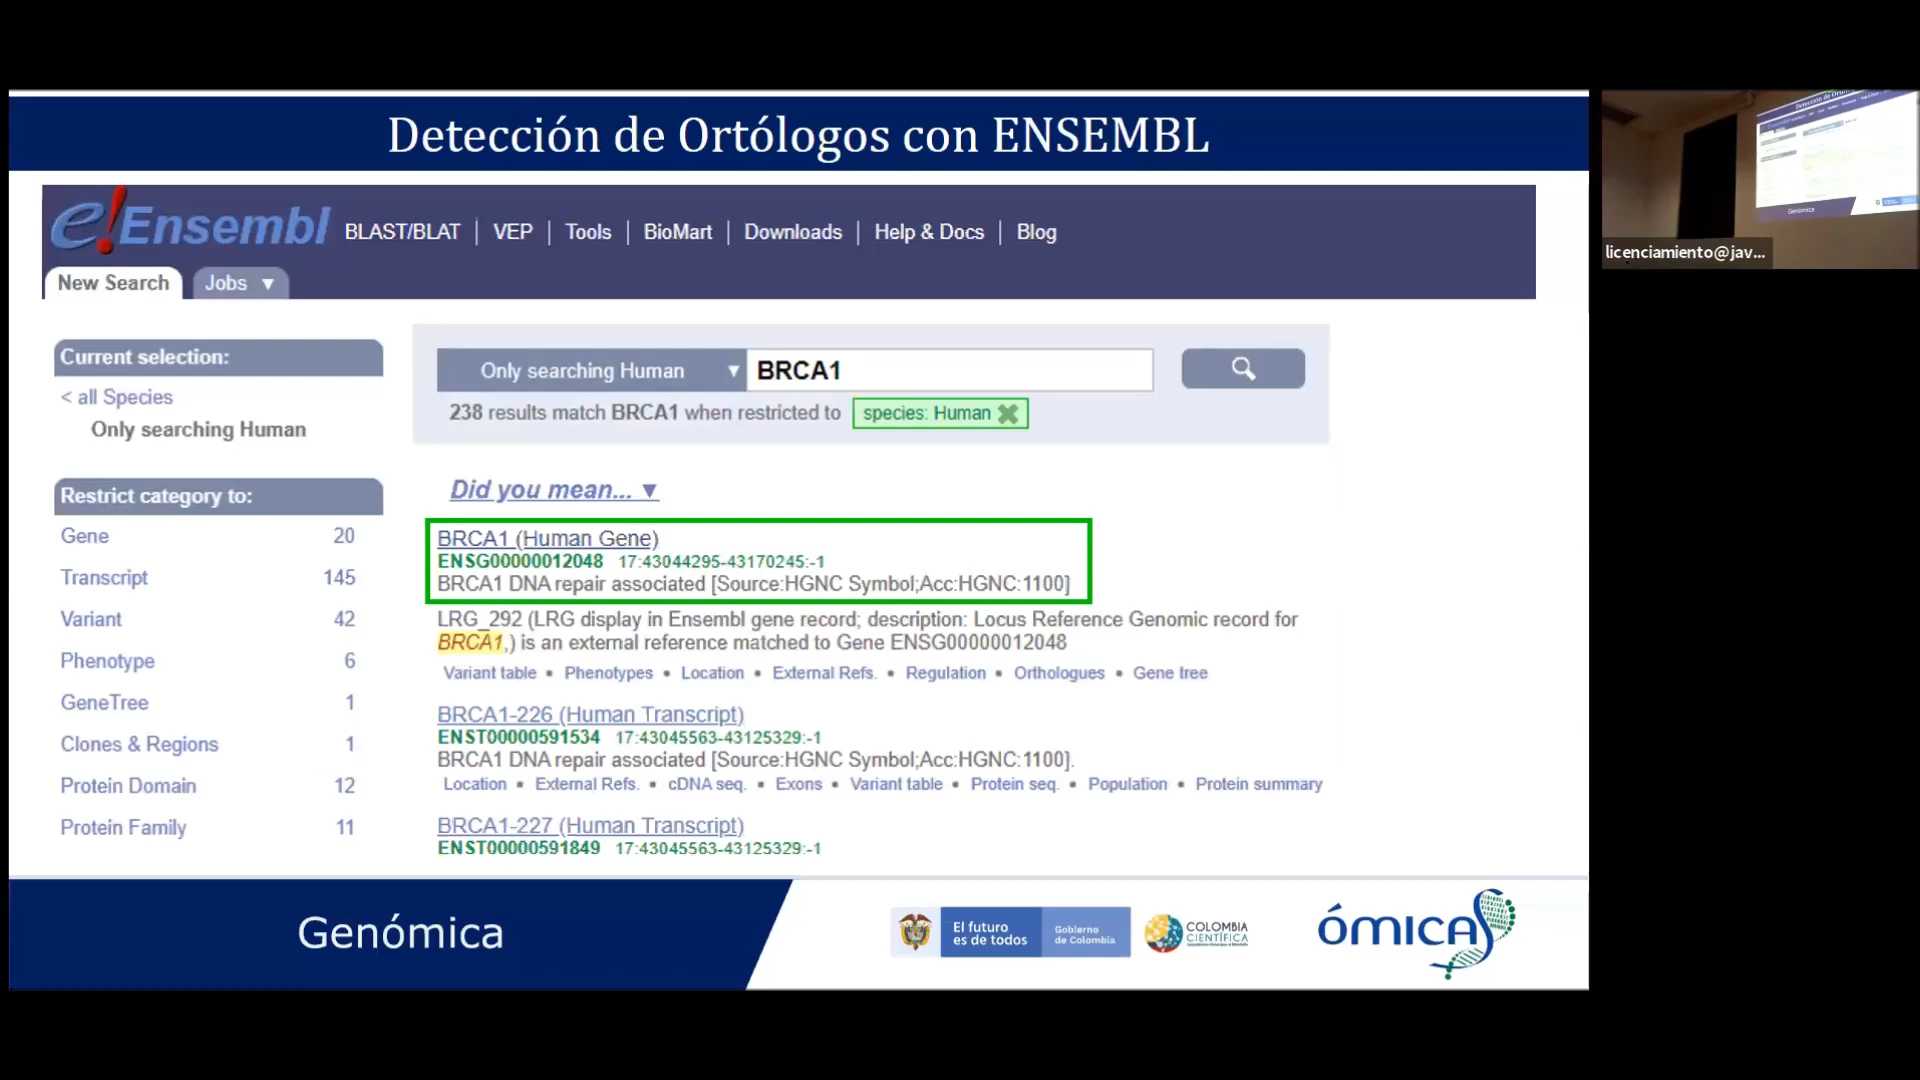 Detección de Ortólogos con ENSEMBL
e!Ensembl BLAST/BLAT | VEP | Tools | BioMart | Downloads | Help & Docs | Blog
New Search Jobs ▼
Current selection:
< all Species
Only searching Human
Restrict category to:
Gene 20
Transcript 145
Variant 42
Phenotype 6
GeneTree 1
Clones & Regions 1
Protein Domain 12
Protein Family 11
Only searching Human ▼ BRCA1
238 results match BRCA1 when restricted to species: Human
Did you mean... ▼
BRCA1 (Human Gene)
ENSG00000012048 17:43044295-43170245:-1
BRCA1 DNA repair associated [Source:HGNC Symbol;Acc:HGNC:1100]
LRG_292 (LRG display in Ensembl gene record; description: Locus Reference Genomic record for
BRCA1,) is an external reference matched to Gene ENSG00000012048
Variant table • Phenotypes • Location • External Refs. • Regulation • Orthologues • Gene tree
BRCA1-226 (Human Transcript)
ENST00000591534 17:43045563-43125329:-1
BRCA1 DNA repair associated [Source:HGNC Symbol;Acc:HGNC:1100].
Location • External Refs. • cDNA seq. • Exons • Variant table • Protein seq. • Population • Protein summary
BRCA1-227 (Human Transcript)
ENST00000591849 17:43045563-43125329:-1
Genómica
El futuro
es de todos
Gobierno
de Colombia
COLOMBIA
CIENTÍFICA
ÓMICAS
licenciamiento@jav...
Detección de Ortólo
Genómica